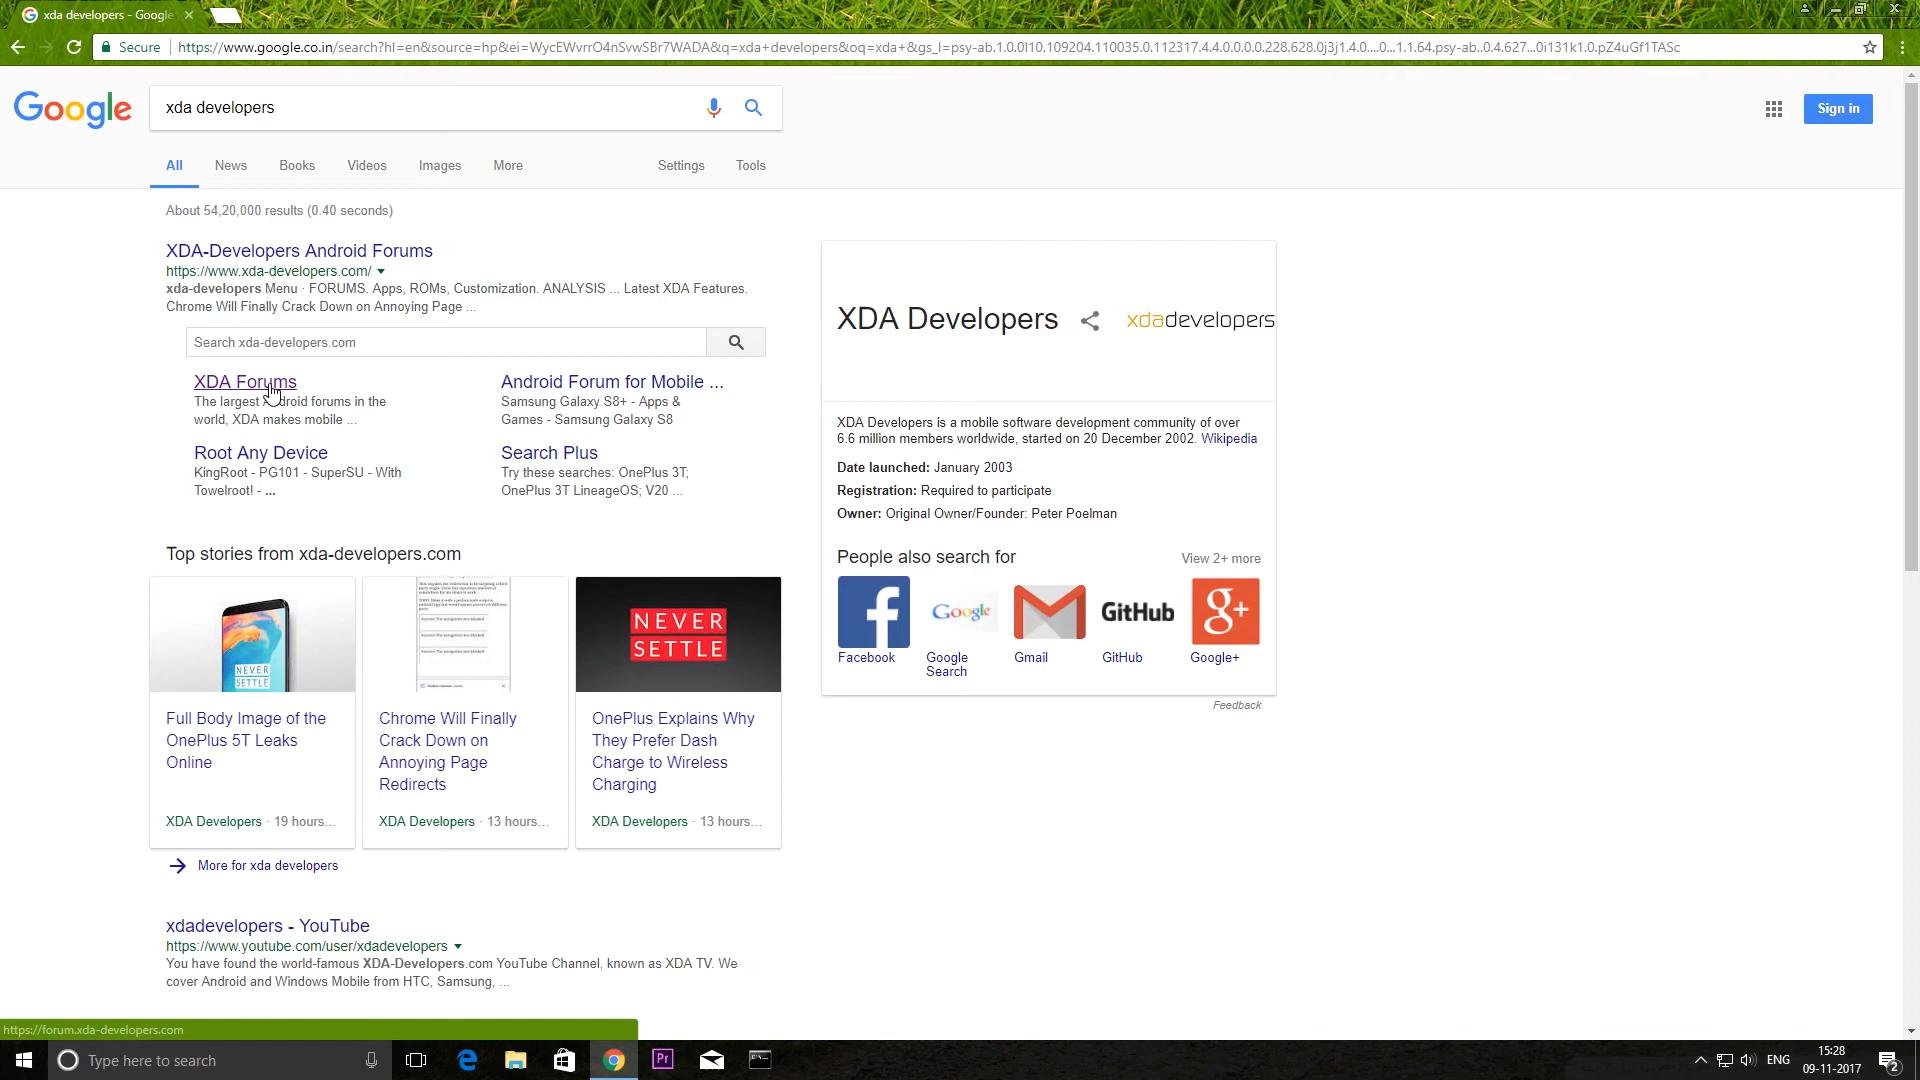 xda developers - Google
Secure https://www.google.co.in/search?hl=en&source=hp&ei=WycEWvrrO4nSvwSBr7WADA&q=xda+developers&oq=xda+&gs_l=psy-ab.1.0.0l10.109204.110035.0.112317.4.4.0.0.0.0.228.628.0j3j1.4.0....0...1.1.64.psy-ab..0.4.627...0i131k1.0.pZ4uGf1TASc
Google
xda developers
Sign in
All News Books Videos Images More Settings Tools
About 54,20,000 results (0.40 seconds)
XDA-Developers Android Forums
https://www.xda-developers.com/
xda-developers Menu · FORUMS. Apps, ROMs, Customization. ANALYSIS ... Latest XDA Features.
Chrome Will Finally Crack Down on Annoying Page ...
Search xda-developers.com
XDA Forums
The largest Android forums in the
world, XDA makes mobile ...
Android Forum for Mobile ...
Samsung Galaxy S8+ - Apps &
Games - Samsung Galaxy S8
Root Any Device
KingRoot - PG101 - SuperSU - With
Towelroot! - ...
Search Plus
Try these searches: OnePlus 3T;
OnePlus 3T LineageOS; V20 ...
Top stories from xda-developers.com
NEVER
SETTLE
NEVER
SETTLE
Full Body Image of the
OnePlus 5T Leaks
Online
XDA Developers · 19 hours...
Chrome Will Finally
Crack Down on
Annoying Page
Redirects
XDA Developers · 13 hours...
OnePlus Explains Why
They Prefer Dash
Charge to Wireless
Charging
XDA Developers · 13 hours...
More for xda developers
xdadevelopers - YouTube
https://www.youtube.com/user/xdadevelopers
You have found the world-famous XDA-Developers.com YouTube Channel, known as XDA TV. We
cover Android and Windows Mobile from HTC, Samsung, ...
XDA Developers
xdadevelopers
XDA Developers is a mobile software development community of over
6.6 million members worldwide, started on 20 December 2002. Wikipedia
Date launched: January 2003
Registration: Required to participate
Owner: Original Owner/Founder: Peter Poelman
People also search for
View 2+ more
f
Google
GitHub
g+
Facebook
Google
Search
Gmail
GitHub
Google+
Feedback
https://forum.xda-developers.com
Type here to search
Pr
ENG
15:28
09-11-2017
2